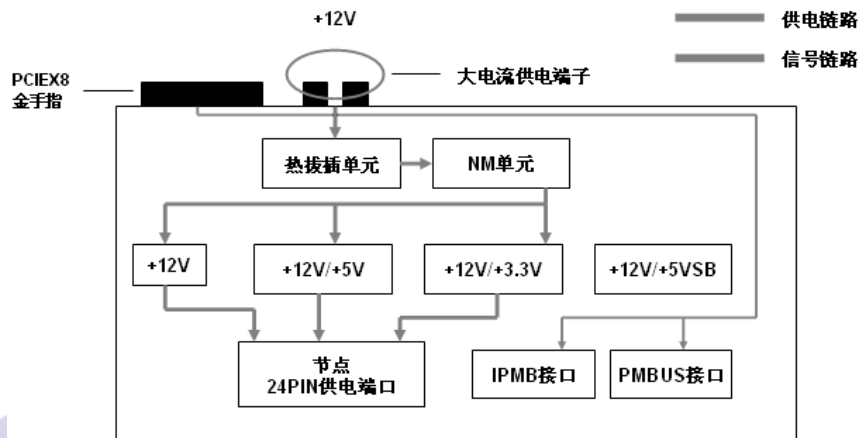 +12V
供电链路
信号链路
PCIEX8
金手指
大电流供电端子
热拔插单元
NM单元
+12V
+12V/+5V
+12V/+3.3V
+12V/+5VSB
节点
24PIN供电端口
IPMB接口
PMBUS接口